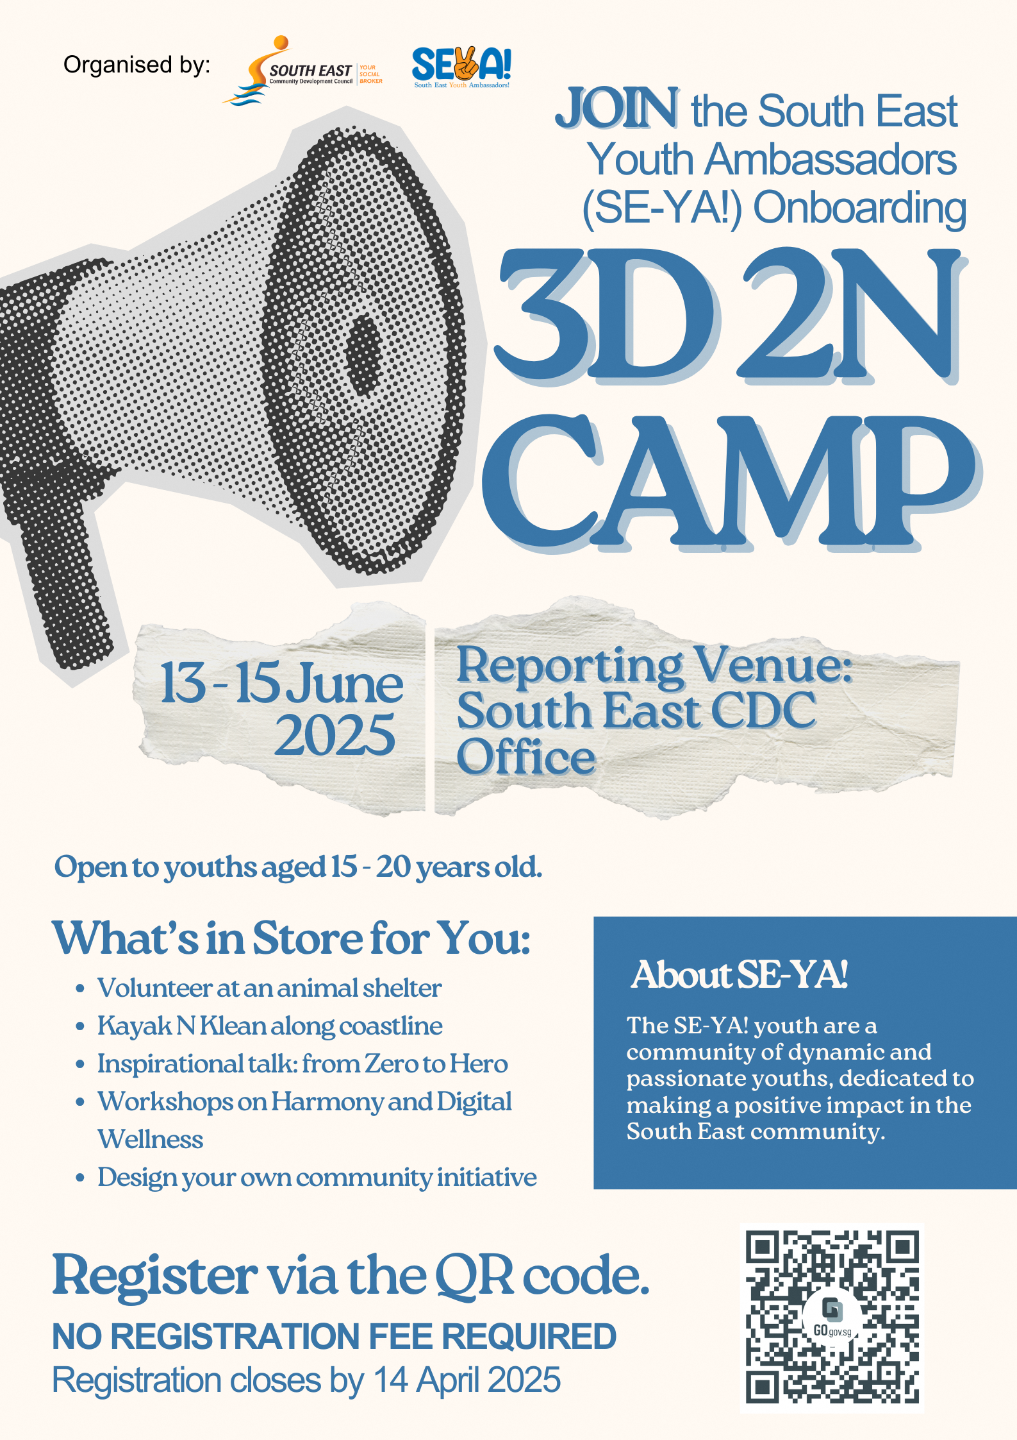 Organised by:
SOUTH EAST
Community Development Council
YOUR
SOCIAL
BROKER
SEYA!
South East Youth Ambassadors!
JOIN the South East
Youth Ambassadors
(SE-YA!) Onboarding
3D 2N
CAMP
13 - 15 June
2025
Reporting Venue:
South East CDC
Office
Open to youths aged 15 - 20 years old.
What's in Store for You:
• Volunteer at an animal shelter
• Kayak N Klean along coastline
• Inspirational talk: from Zero to Hero
• Workshops on Harmony and Digital
Wellness
• Design your own community initiative
About SE-YA!
The SE-YA! youth are a
community of dynamic and
passionate youths, dedicated to
making a positive impact in the
South East community.
Register via the QR code.
NO REGISTRATION FEE REQUIRED
Registration closes by 14 April 2025
GO gov.sg